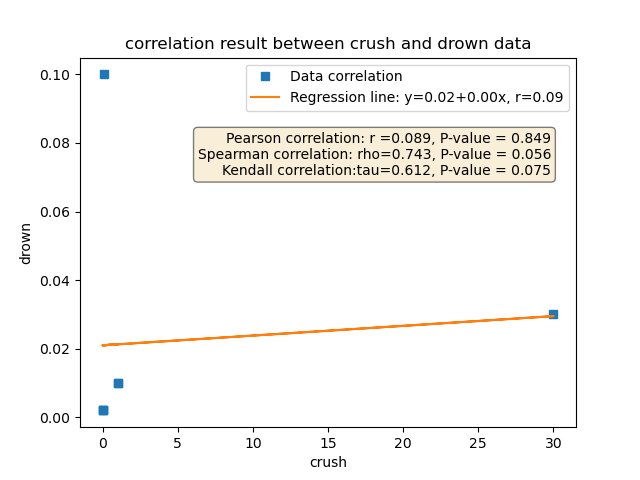 correlation result between crush and drown data
Data correlation
Regression line: y=0.02+0.00x, r=0.09
Pearson correlation: r =0.089, P-value = 0.849
Spearman correlation: rho=0.743, P-value = 0.056
Kendall correlation:tau=0.612, P-value = 0.075
0.10
0.08
0.06
0.04
0.02
0.00
drown
0 5 10 15 20 25 30
crush